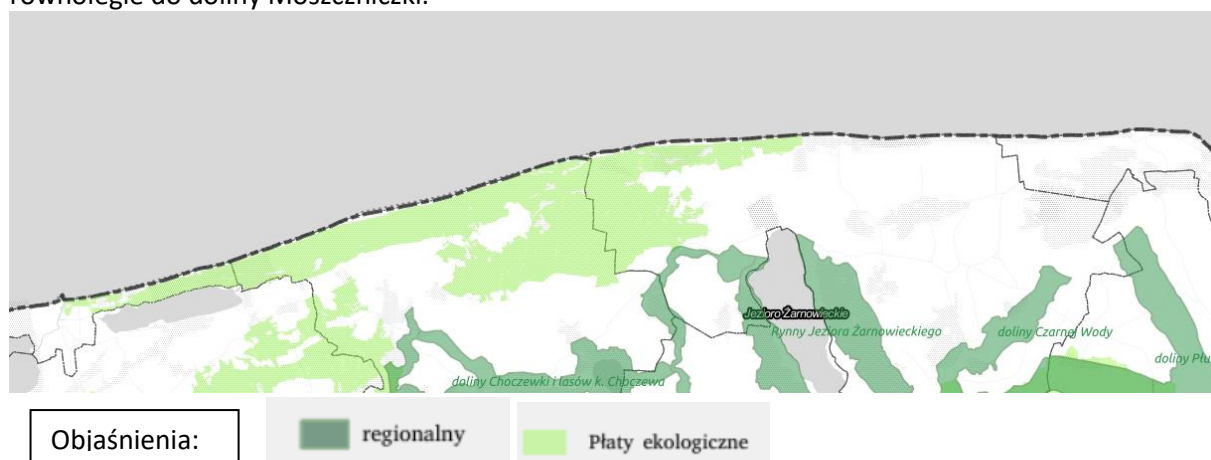 równolegle do doliny Moszczniczki.
Jezioro Żarnowieckie
Rynny Jeziora Żarnowieckiego
doliny Czarnej Wody
doliny Płu
doliny Choczewki i lasów k. Choczewa
Objaśnienia:
regionalny
Płaty ekologiczne